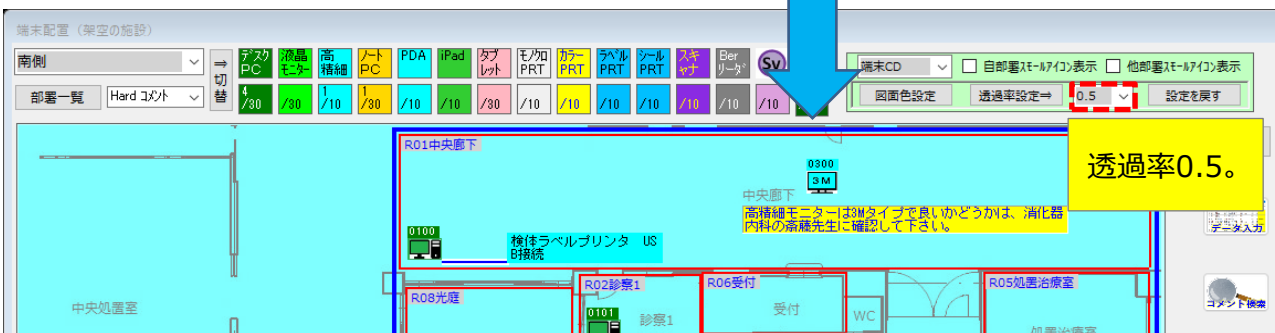 端末配置（架空の施設）
南側
⇒
切
替
部署一覧
Hard コメント
デスク
PC
4
/30
液晶
モニター
/30
高
精細
1
/10
ノート
PC
1
/30
PDA
/10
iPad
/10
タブ
レット
/30
モノクロ
PRT
/10
カラー
PRT
/10
ラベル
PRT
/10
シール
PRT
/10
スキ
ャナ
/10
Ber
リーダ
/10
Sv
/10
端末CD
自部署スモールアイコン表示
他部署スモールアイコン表示
図面色設定
透過率設定⇒
0.5
設定を戻す
透過率0.5。
R01中央廊下
0300
3M
中央廊下
高精細モニターは3Mタイプで良いかどうかは、消化器
内科の斎藤先生に確認して下さい。
0100
検体ラベルプリンタ US
B接続
データ入力
R08光庭
R02診察1
R06受付
R05処置治療室
中央処置室
0101
診察1
受付
WC
処置治療室
コメント検索